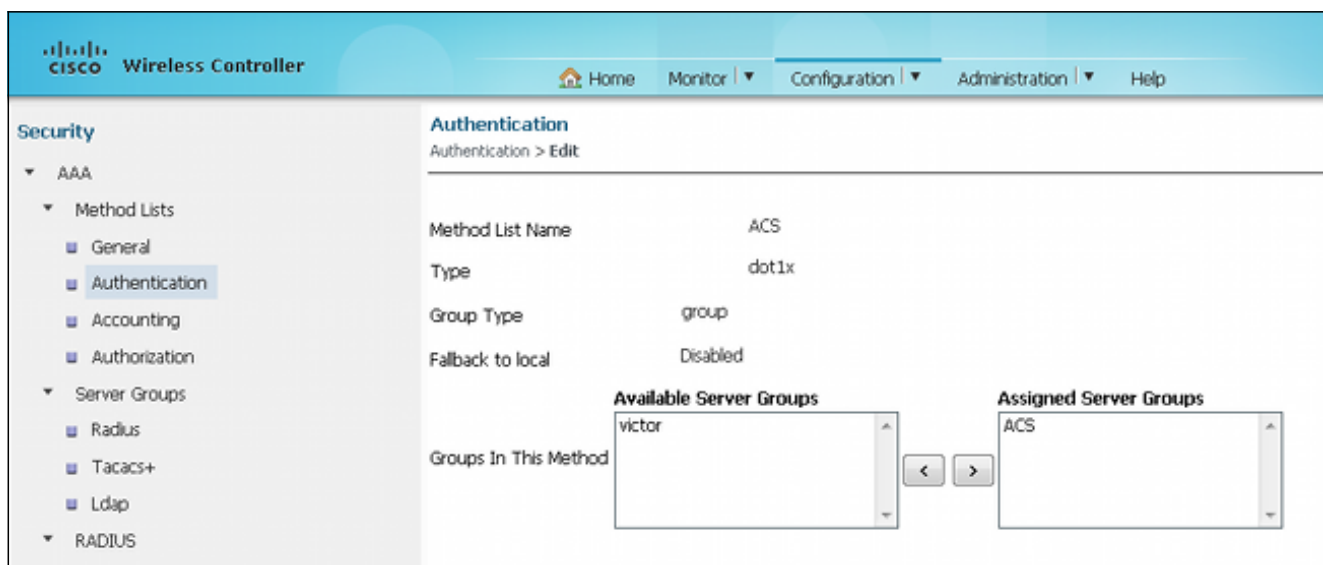 CISCO Wireless Controller
Home Monitor Configuration Administration Help
Security
AAA
Method Lists
General
Authentication
Accounting
Authorization
Server Groups
Radius
Tacacs+
Ldap
RADIUS
Authentication
Authentication > Edit
Method List Name ACS
Type dot1x
Group Type group
Fallback to local Disabled
Available Server Groups Assigned Server Groups
victor ACS
Groups In This Method < >